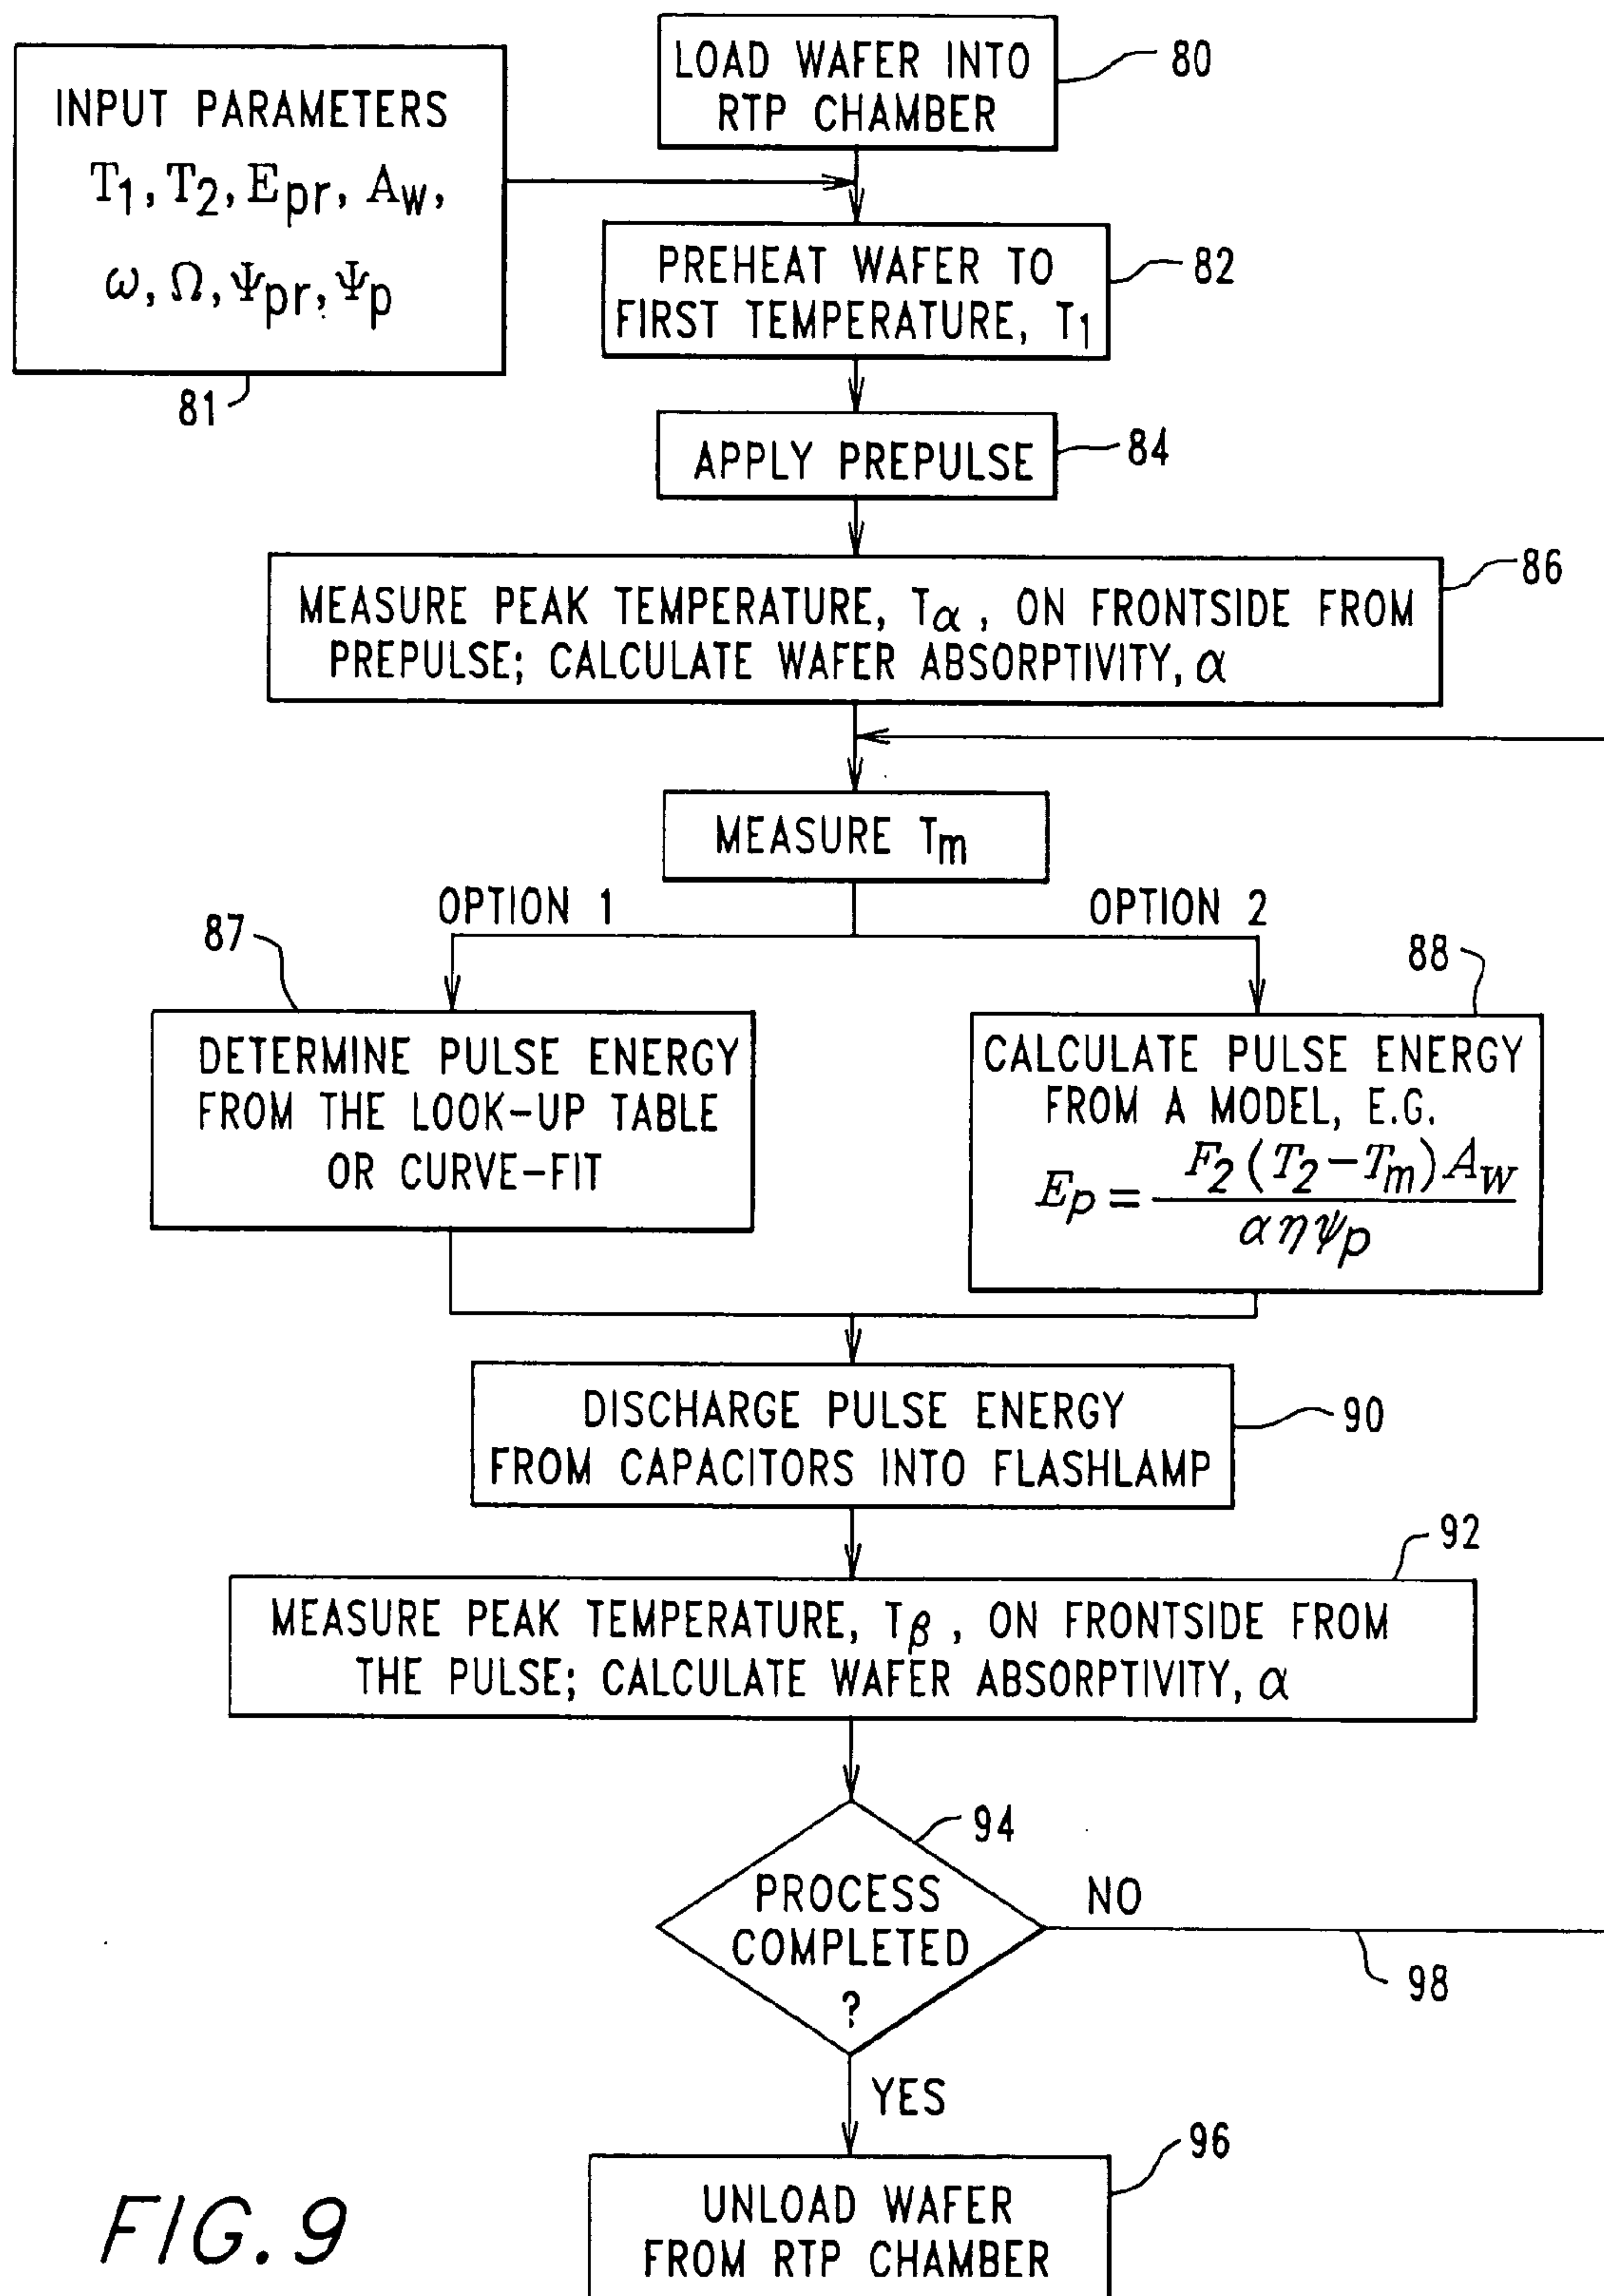 LOAD WAFER INTO
RTP CHAMBER
80
INPUT PARAMETERS
T1, T2, Epr, Aw,
ω, Ω, Ψpr, Ψp
81
PREHEAT WAFER TO
FIRST TEMPERATURE, T1
82
APPLY PREPULSE
84
MEASURE PEAK TEMPERATURE, Tα, ON FRONTSIDE FROM
PREPULSE; CALCULATE WAFER ABSORPTIVITY, α
86
MEASURE Tm
OPTION 1
OPTION 2
87
DETERMINE PULSE ENERGY
FROM THE LOOK-UP TABLE
OR CURVE-FIT
88
CALCULATE PULSE ENERGY
FROM A MODEL, E.G.
Ep = F2 (T2-Tm) Aw / α η ψp
DISCHARGE PULSE ENERGY
FROM CAPACITORS INTO FLASHLAMP
90
92
MEASURE PEAK TEMPERATURE, Tβ, ON FRONTSIDE FROM
THE PULSE; CALCULATE WAFER ABSORPTIVITY, α
94
PROCESS
COMPLETED
?
NO
98
YES
96
UNLOAD WAFER
FROM RTP CHAMBER
FIG. 9